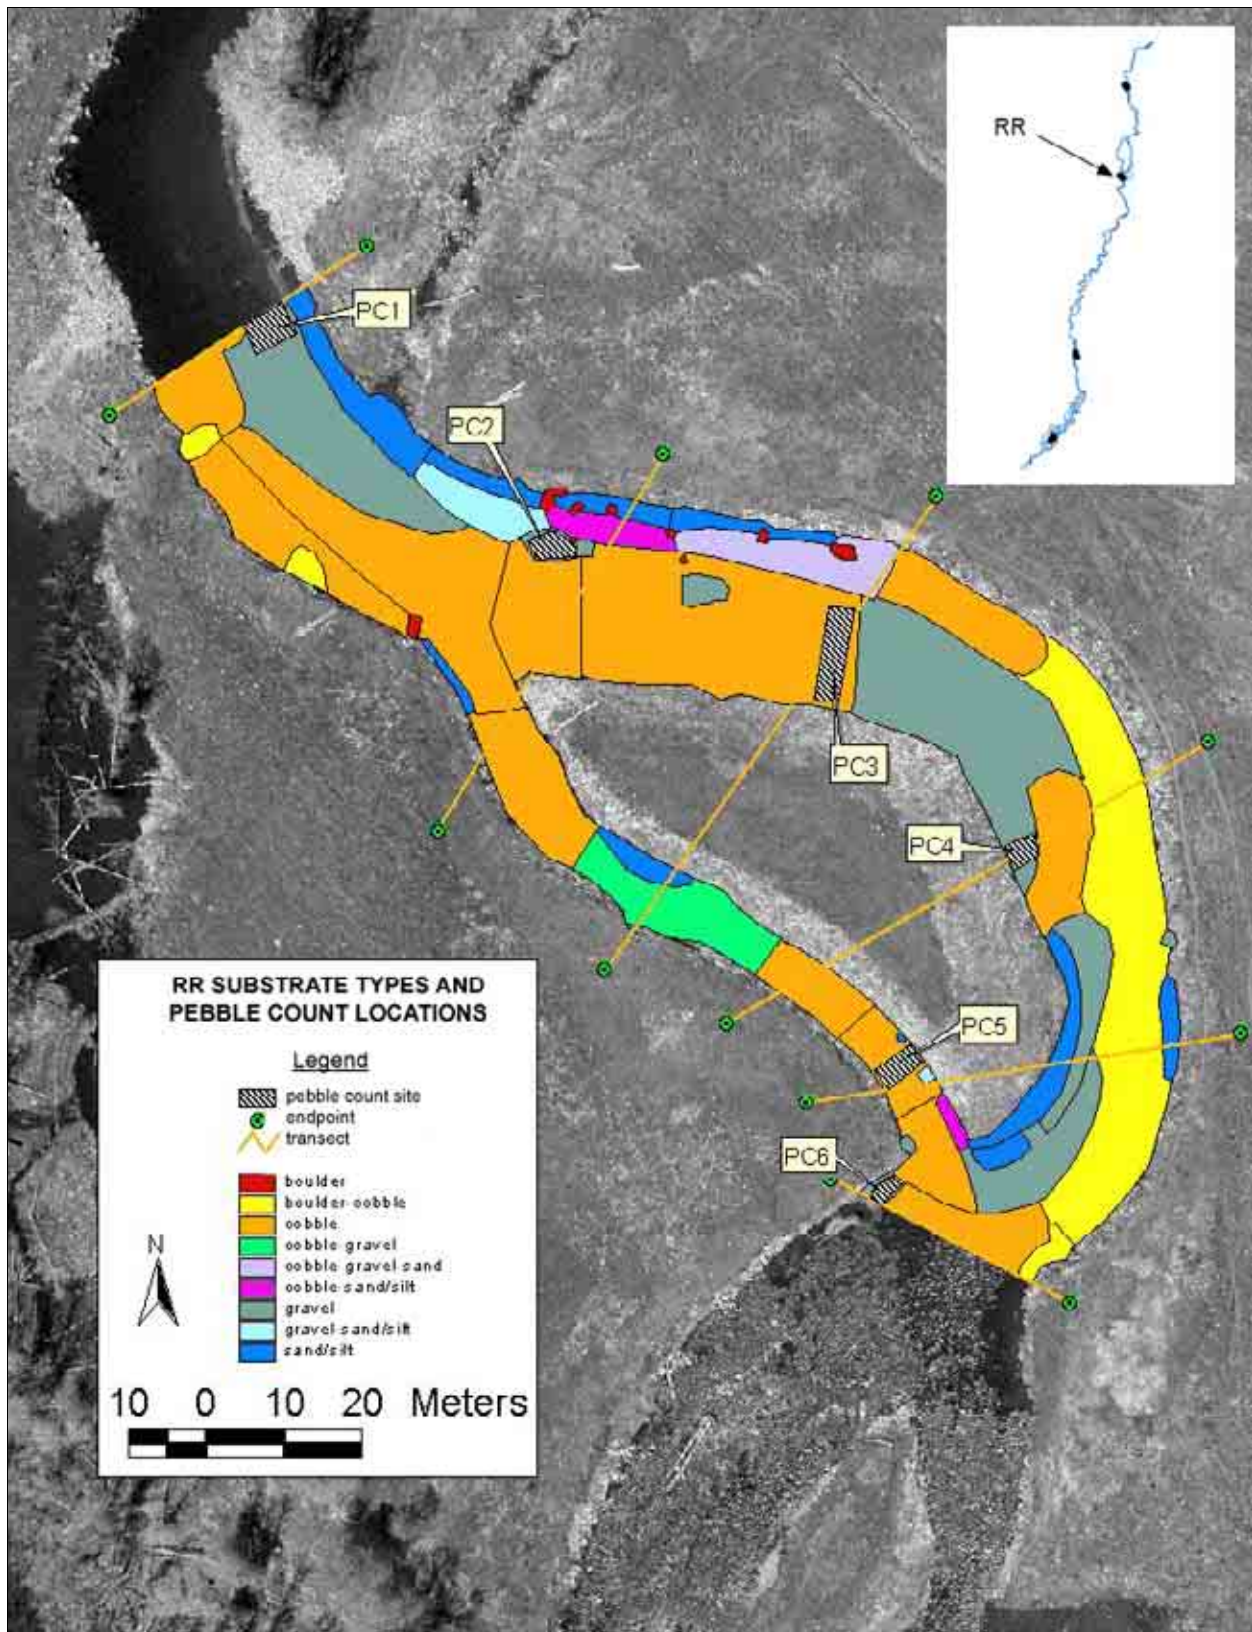 RR
PC1
PC2
PC3
PC4
PC5
PC6
RR SUBSTRATE TYPES AND
PEBBLE COUNT LOCATIONS
Legend
pebble count site
endpoint
transect
boulder
boulder cobble
cobble
cobble gravel
cobble gravel sand
cobble sand/silt
gravel
gravel sand/silt
sand/silt
N
10 0 10 20 Meters